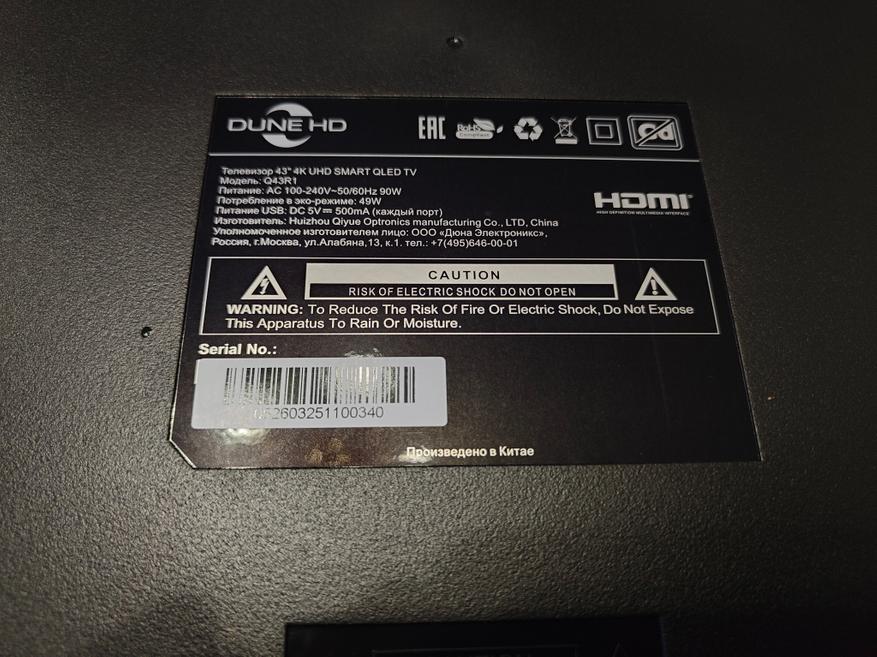 DUNE HD
EAC RoHS Compliant
Телевизор 43" 4K UHD SMART QLED TV
Модель: Q43R1
Питание: AC 100-240V~50/60Hz 90W
Потребление в эко-режиме: 49W
Питание USB: DC 5V⎓ 500mA (каждый порт)
Изготовитель: Huizhou Qiyue Optronics manufacturing Co., LTD, China
Уполномоченное изготовителем лицо: ООО «Дюна Электроникс»,
Россия, г.Москва, ул.Алабяна,13, к.1. тел.: +7(495)646-00-01
HDMI
HIGH DEFINITION MULTIMEDIA INTERFACE
CAUTION
RISK OF ELECTRIC SHOCK DO NOT OPEN
WARNING: To Reduce The Risk Of Fire Or Electric Shock, Do Not Expose
This Apparatus To Rain Or Moisture.
Serial No.:
Произведено в Китае